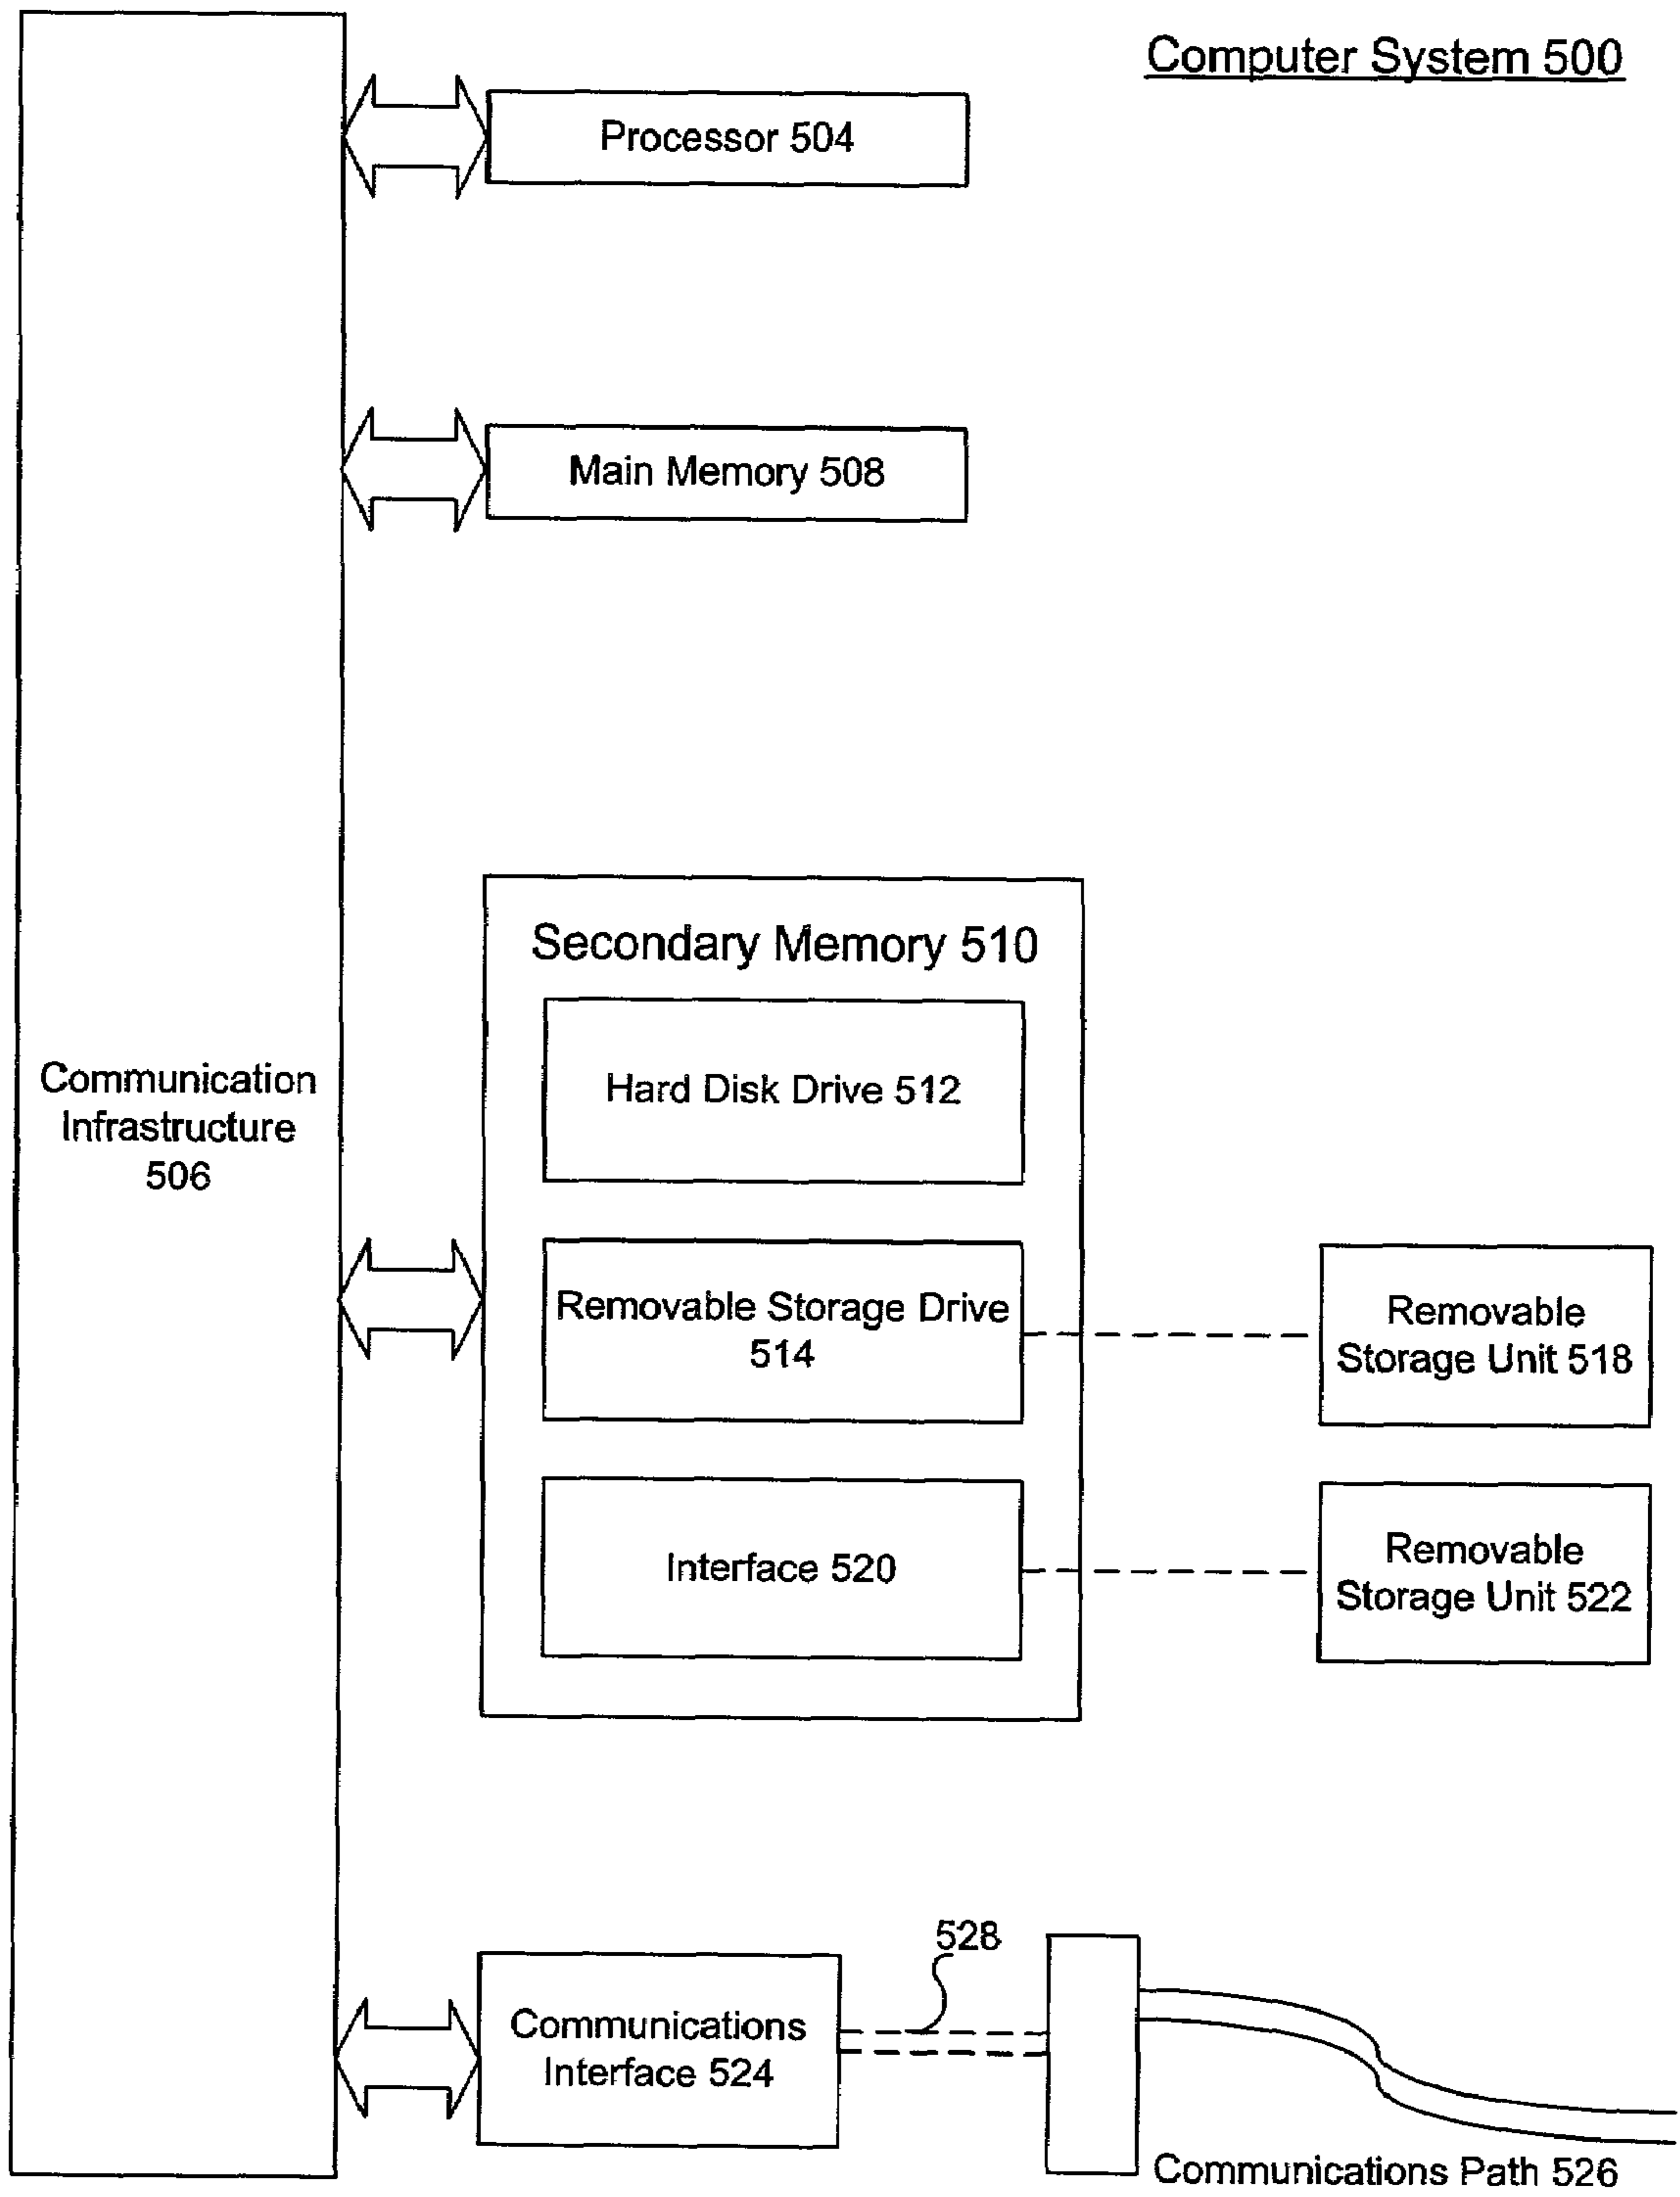 Computer System 500
Processor 504
Main Memory 508
Communication
Infrastructure
506
Secondary Memory 510
Hard Disk Drive 512
Removable Storage Drive
514
Removable
Storage Unit 518
Interface 520
Removable
Storage Unit 522
528
Communications
Interface 524
Communications Path 526